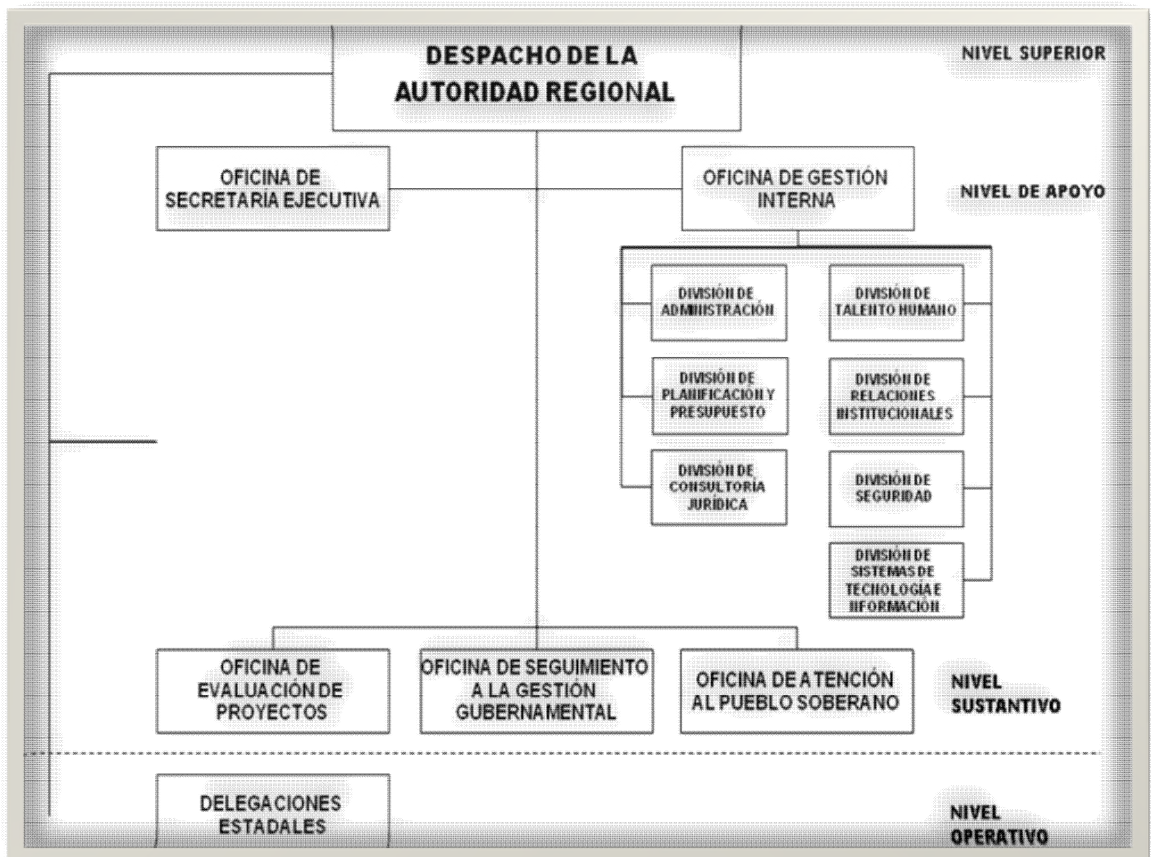 DESPACHO DE LA
AUTORIDAD REGIONAL
NIVEL SUPERIOR
OFICINA DE
SECRETARÍA EJECUTIVA
OFICINA DE GESTIÓN
INTERNA
NIVEL DE APOYO
DIVISIÓN DE
ADMINISTRACIÓN
DIVISIÓN DE
TALENTO HUMANO
DIVISIÓN DE
PLANIFICACIÓN Y
PRESUPUESTO
DIVISIÓN DE
RELACIONES
INSTITUCIONALES
DIVISIÓN DE
CONSULTORÍA
JURÍDICA
DIVISIÓN DE
SEGURIDAD
DIVISIÓN DE
SISTEMAS DE
TECNOLOGÍA E
INFORMACIÓN
OFICINA DE
EVALUACIÓN DE
PROYECTOS
OFICINA DE SEGUIMIENTO
A LA GESTIÓN
GUBERNAMENTAL
OFICINA DE ATENCIÓN
AL PUEBLO SOBERANO
NIVEL
SUSTANTIVO
DELEGACIONES
ESTADALES
NIVEL
OPERATIVO